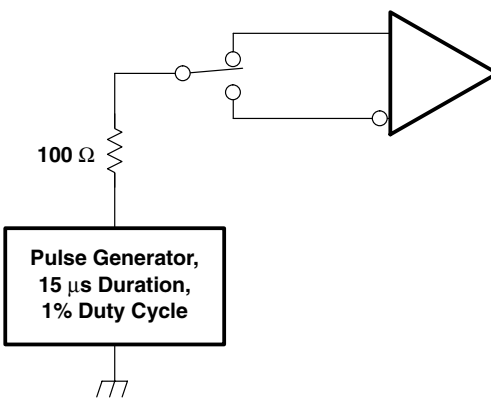 100 Ω
Pulse Generator,
15 μs Duration,
1% Duty Cycle